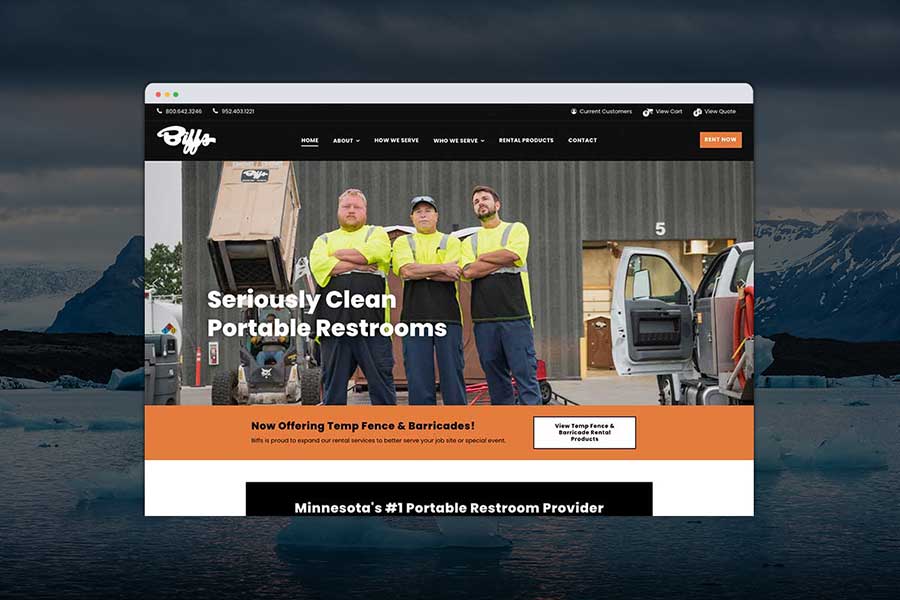 800.642.3246 952.403.1221 Current Customers View Cart View Quote
Biffs
HOME ABOUT HOW WE SERVE WHO WE SERVE RENTAL PRODUCTS CONTACT RENT NOW
Biffs
5
Seriously Clean
Portable Restrooms
Now Offering Temp Fence & Barricades!
Biffs is proud to expand our rental services to better serve your job site or special event.
View Temp Fence &
Barricade Rental
Products
Minnesota's #1 Portable Restroom Provider